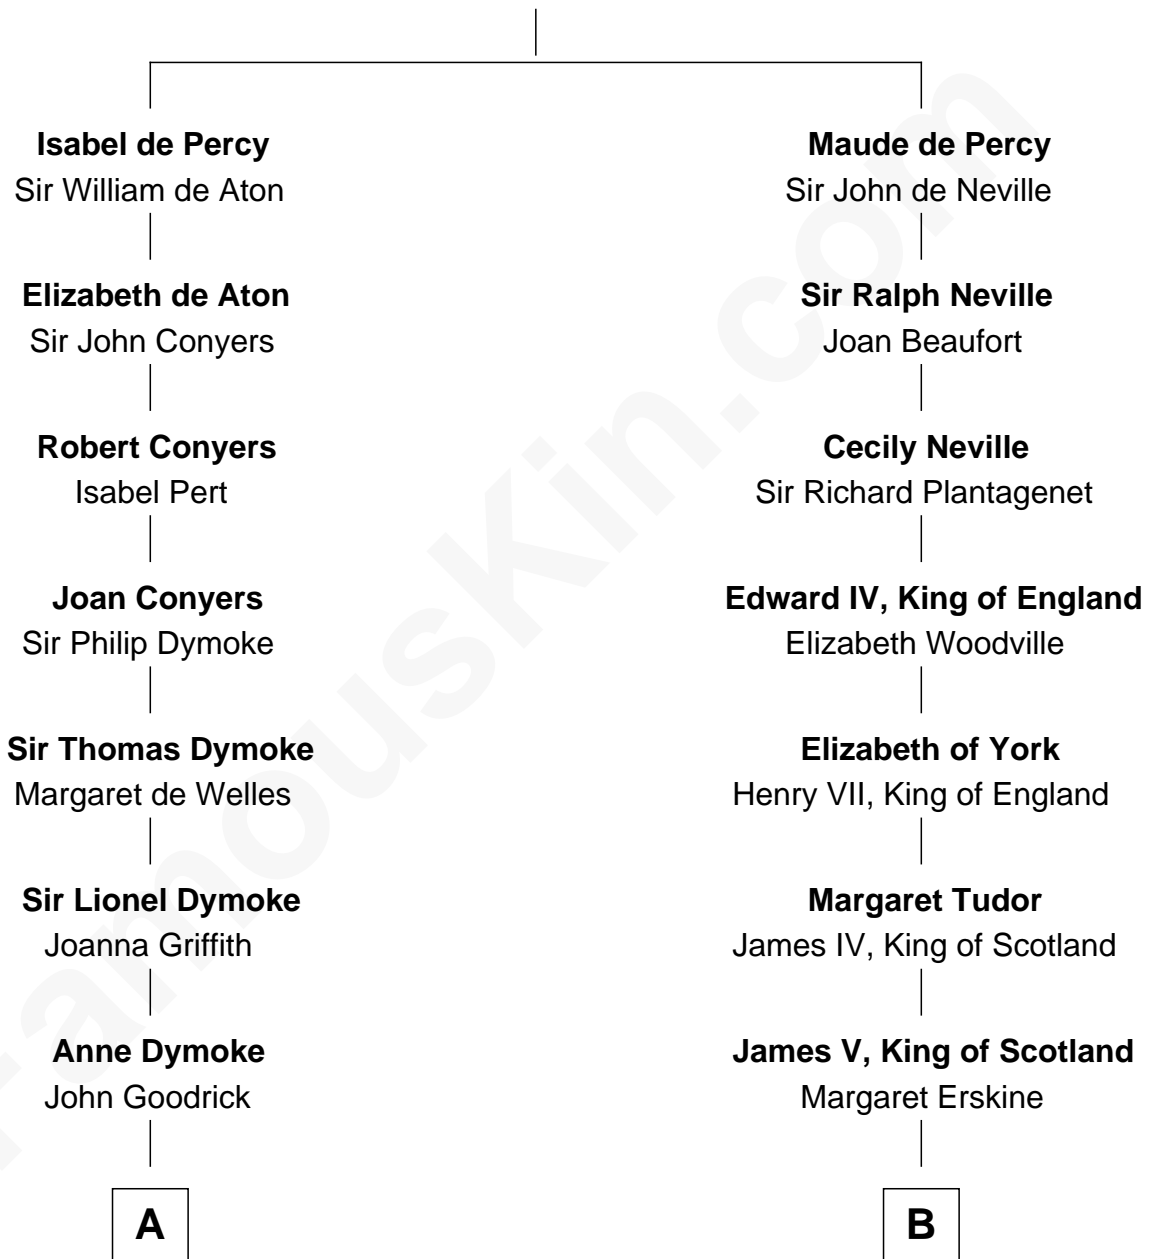 Isabel de Percy
Sir William de Aton
Elizabeth de Aton
Sir John Conyers
Robert Conyers
Isabel Pert
Joan Conyers
Sir Philip Dymoke
Sir Thomas Dymoke
Margaret de Welles
Sir Lionel Dymoke
Joanna Griffith
Anne Dymoke
John Goodrick
A
Maude de Percy
Sir John de Neville
Sir Ralph Neville
Joan Beaufort
Cecily Neville
Sir Richard Plantagenet
Edward IV, King of England
Elizabeth Woodville
Elizabeth of York
Henry VII, King of England
Margaret Tudor
James IV, King of Scotland
James V, King of Scotland
Margaret Erskine
B
FamousKin.com